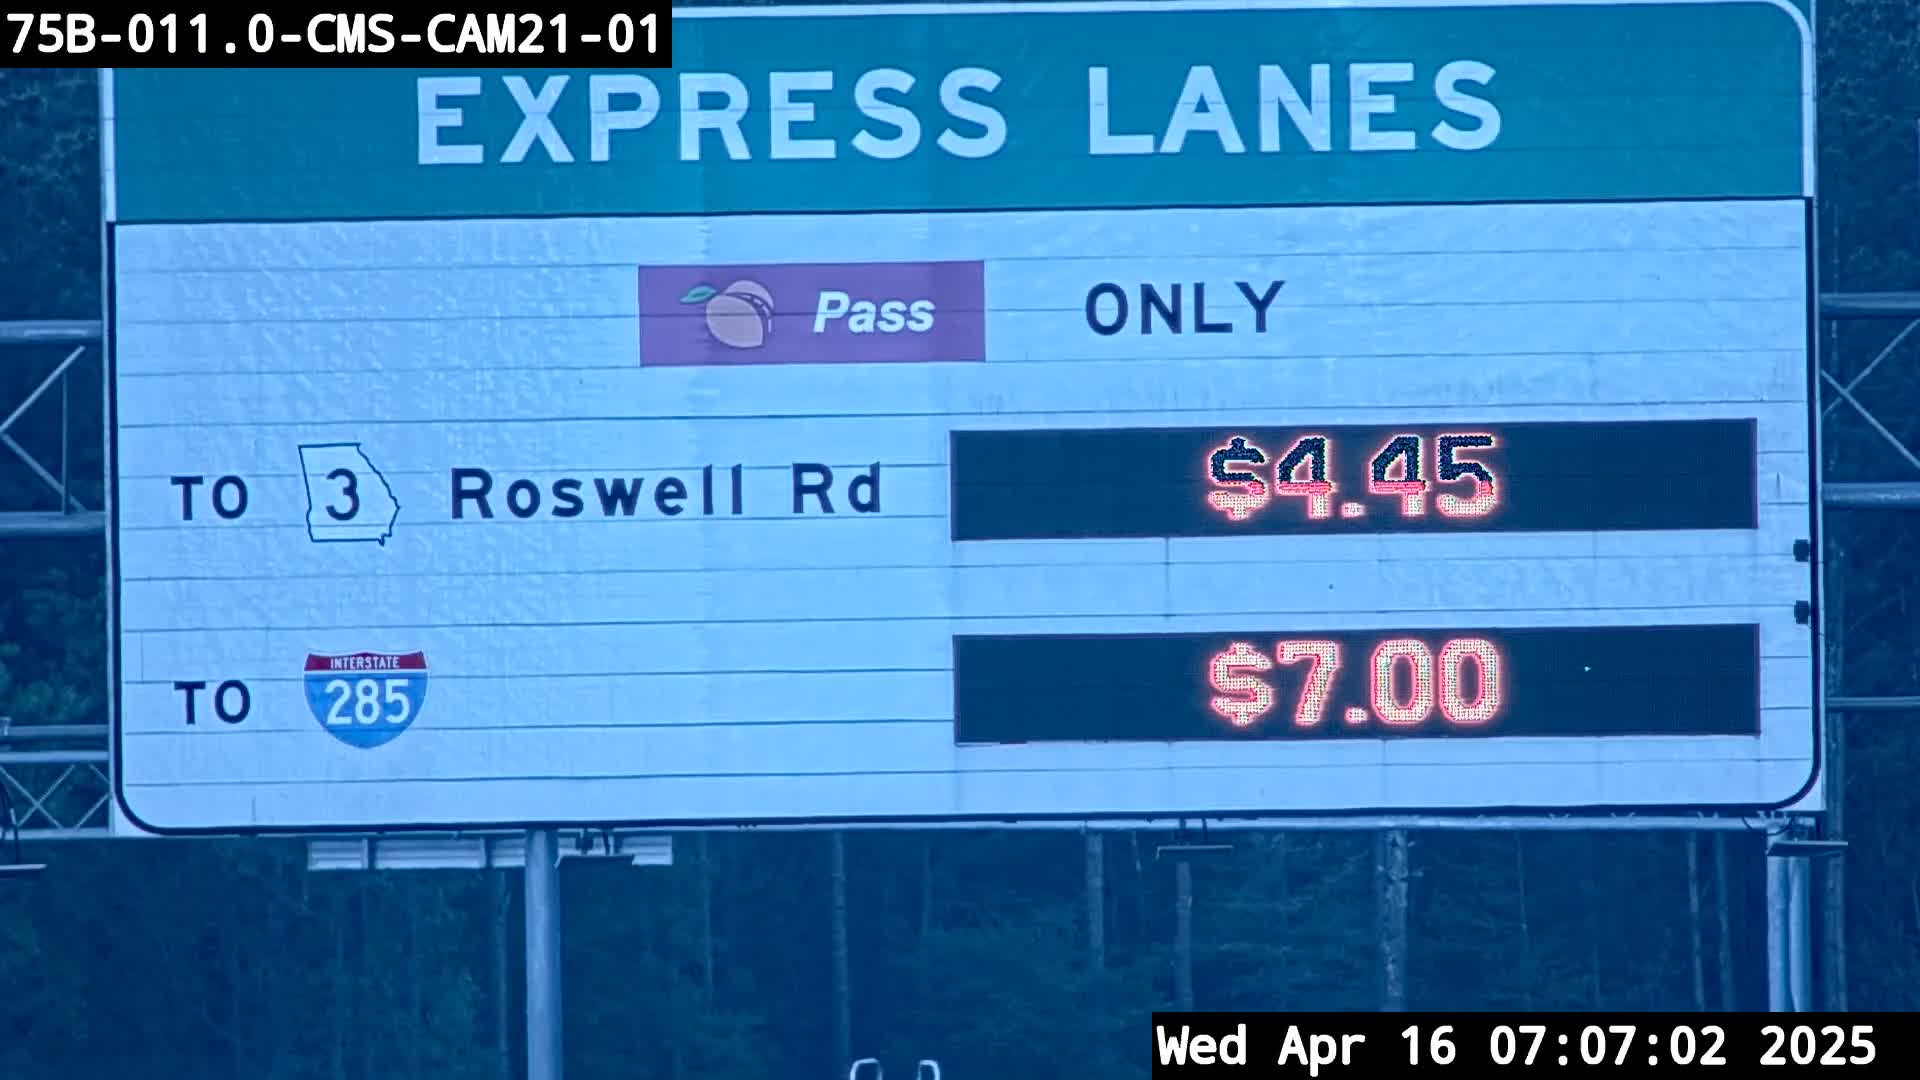 75B-011.0-CMS-CAM21-01
EXPRESS LANES
Pass ONLY
TO 3 Roswell Rd $4.45
TO INTERSTATE 285 $7.00
Wed Apr 16 07:07:02 2025